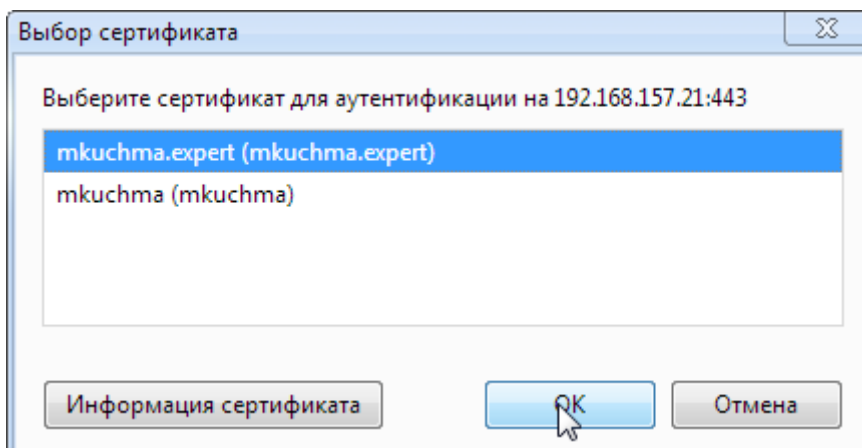 Выбор сертификата
Выберите сертификат для аутентификации на 192.168.157.21:443
mkuchma.expert (mkuchma.expert)
mkuchma (mkuchma)
Информация сертификата
OK
Отмена